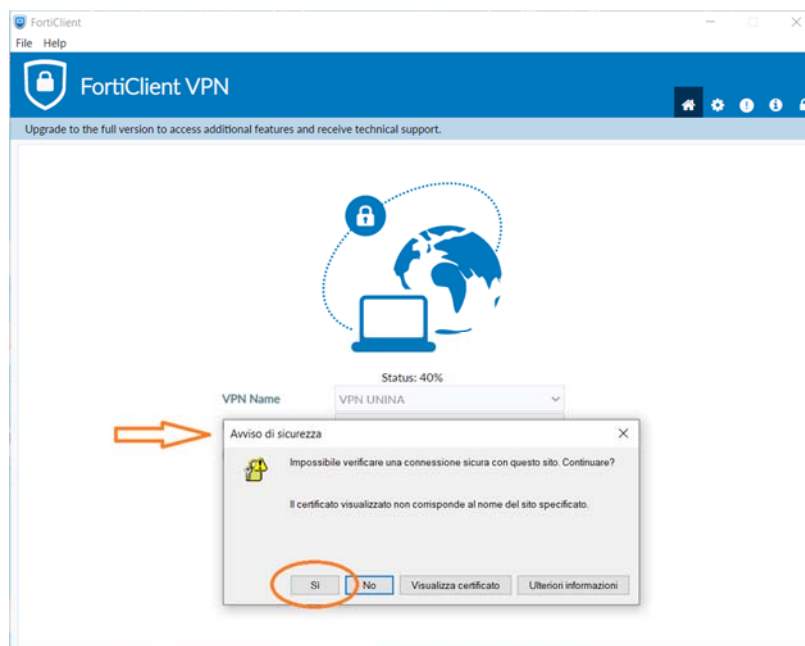 FortiClient
File Help
FortiClient VPN
Upgrade to the full version to access additional features and receive technical support.
Status: 40%
VPN Name
VPN UNINA
Avviso di sicurezza
Impossibile verificare una connessione sicura con questo sito. Continuare?
Il certificato visualizzato non corrisponde al nome del sito specificato.
Sì No Visualizza certificato Ulteriori informazioni